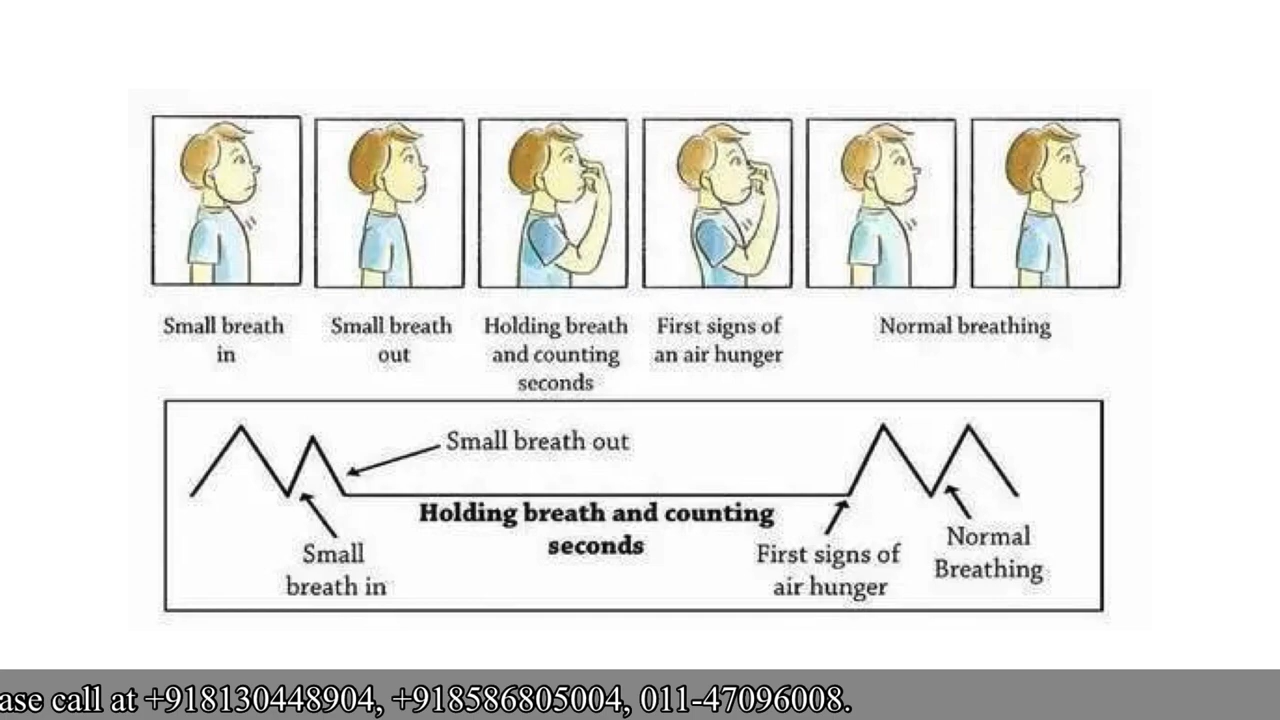 Small breath
in
Small breath
out
Holding breath
and counting
seconds
First signs of
an air hunger
Normal breathing
Small breath out
Holding breath and counting
seconds
Small
breath in
First signs of
air hunger
Normal
Breathing
call at +918130448904, +918586805004, 011-47096008.